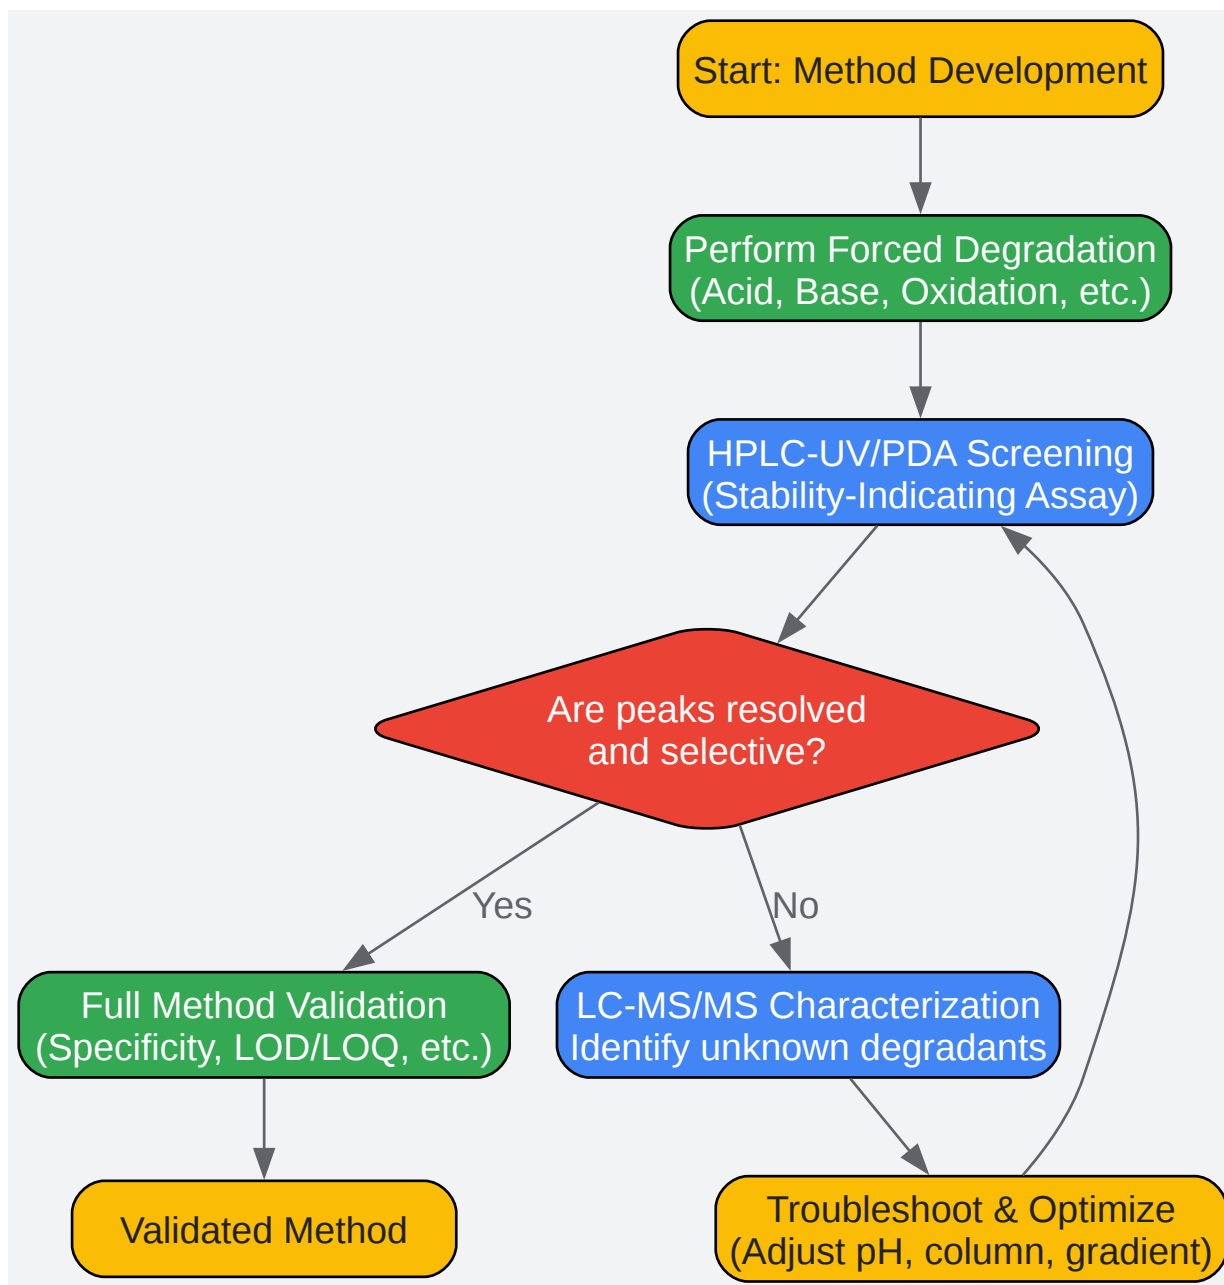 Start: Method Development
Perform Forced Degradation
(Acid, Base, Oxidation, etc.)
HPLC-UV/PDA Screening
(Stability-Indicating Assay)
Are peaks resolved
and selective?
Yes
No
Full Method Validation
(Specificity, LOD/LOQ, etc.)
LC-MS/MS Characterization
Identify unknown degradants
Validated Method
Troubleshoot & Optimize
(Adjust pH, column, gradient)